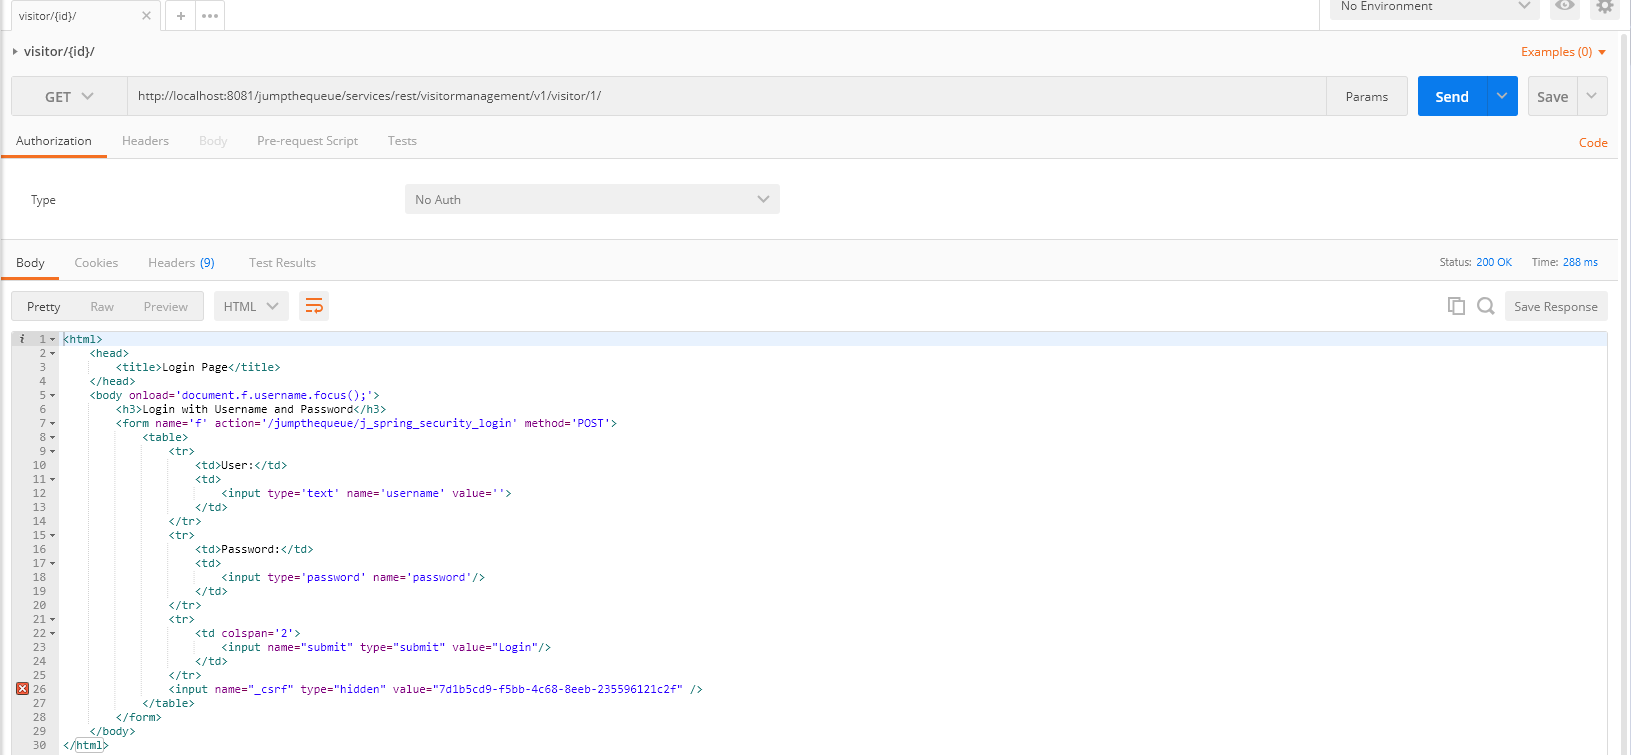 visitor/{id}/
No Environment
visitor/{id}/
Examples (0)
GET http://localhost:8081/jumpthequeue/services/rest/visitormanagement/v1/visitor/1/ Params Send Save
Authorization Headers Body Pre-request Script Tests Code
Type No Auth
Body Cookies Headers (9) Test Results Status: 200 OK Time: 288 ms
Pretty Raw Preview HTML Save Response
i 1 <html>
2 <head>
3 <title>Login Page</title>
4 </head>
5 <body onload='document.f.username.focus();'>
6 <h3>Login with Username and Password</h3>
7 <form name='f' action='/jumpthequeue/j_spring_security_login' method='POST'>
8 <table>
9 <tr>
10 <td>User:</td>
11 <td>
12 <input type='text' name='username' value=''>
13 </td>
14 </tr>
15 <tr>
16 <td>Password:</td>
17 <td>
18 <input type='password' name='password'/>
19 </td>
20 </tr>
21 <tr>
22 <td colspan='2'>
23 <input name="submit" type="submit" value="Login"/>
24 </td>
25 </tr>
26 <input name="_csrf" type="hidden" value="7d1b5cd9-f5bb-4c68-8eeb-235596121c2f" />
27 </table>
28 </form>
29 </body>
30 </html>